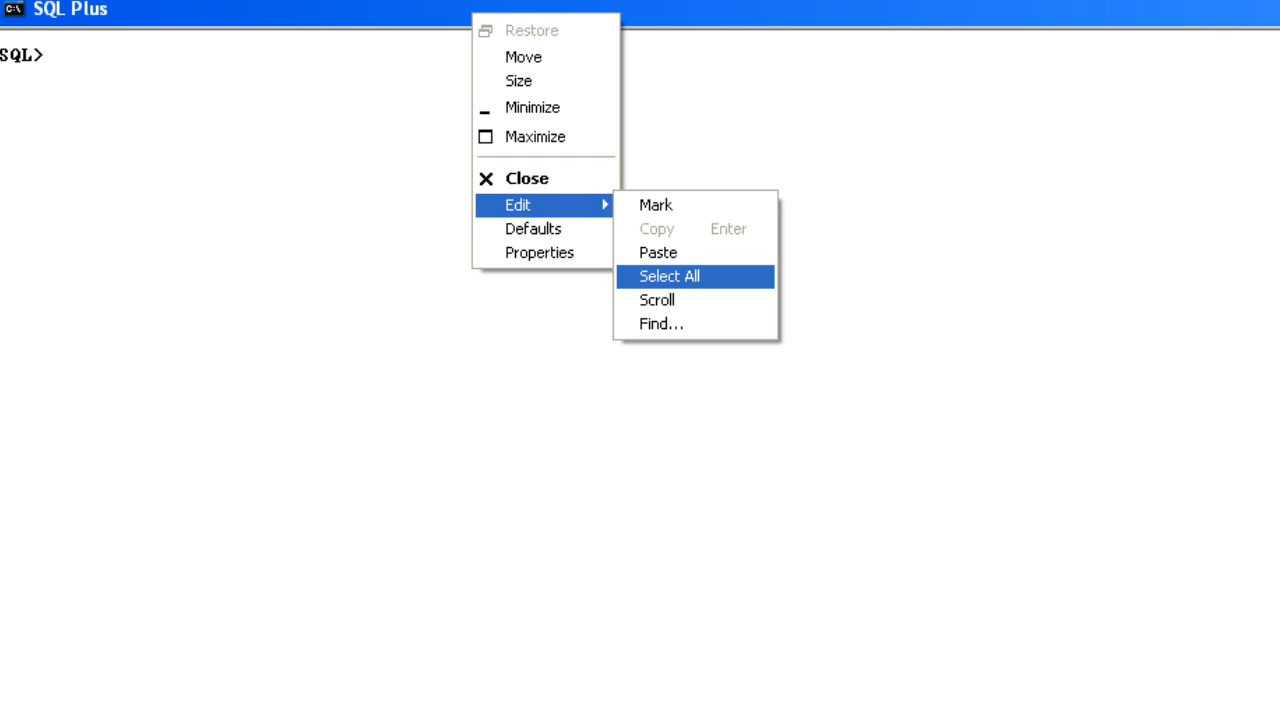 SQL Plus
SQL>
Restore
Move
Size
Minimize
Maximize
Close
Edit
Defaults
Properties
Mark
Copy Enter
Paste
Select All
Scroll
Find...